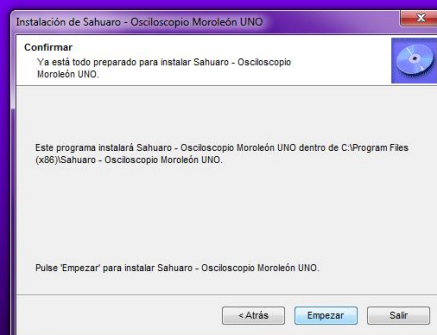 Instalación de Sahuaro - Osciloscopio Moroleón UNO
Confirmar
Ya está todo preparado para instalar Sahuaro - Osciloscopio
Moroleón UNO.
Este programa instalará Sahuaro - Osciloscopio Moroleón UNO dentro de C:\Program Files
(x86)\Sahuaro - Osciloscopio Moroleón UNO.
Pulse 'Empezar' para instalar Sahuaro - Osciloscopio Moroleón UNO.
< Atrás
Empezar
Salir